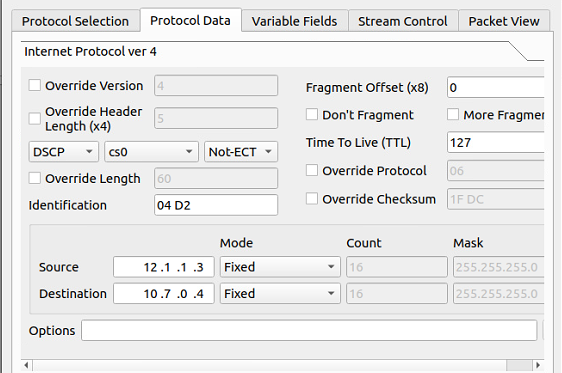 Protocol Selection Protocol Data Variable Fields Stream Control Packet View
Internet Protocol ver 4
Override Version 4 Fragment Offset (x8) 0
Override Header Length (x4) 5 Don't Fragment More Fragmen
DSCP cs0 Not-ECT Time To Live (TTL) 127
Override Length 60 Override Protocol 06
Identification 04 D2 Override Checksum 1F DC
Mode Count Mask
Source 12 .1 .1 .3 Fixed 16 255.255.255.0
Destination 10 .7 .0 .4 Fixed 16 255.255.255.0
Options